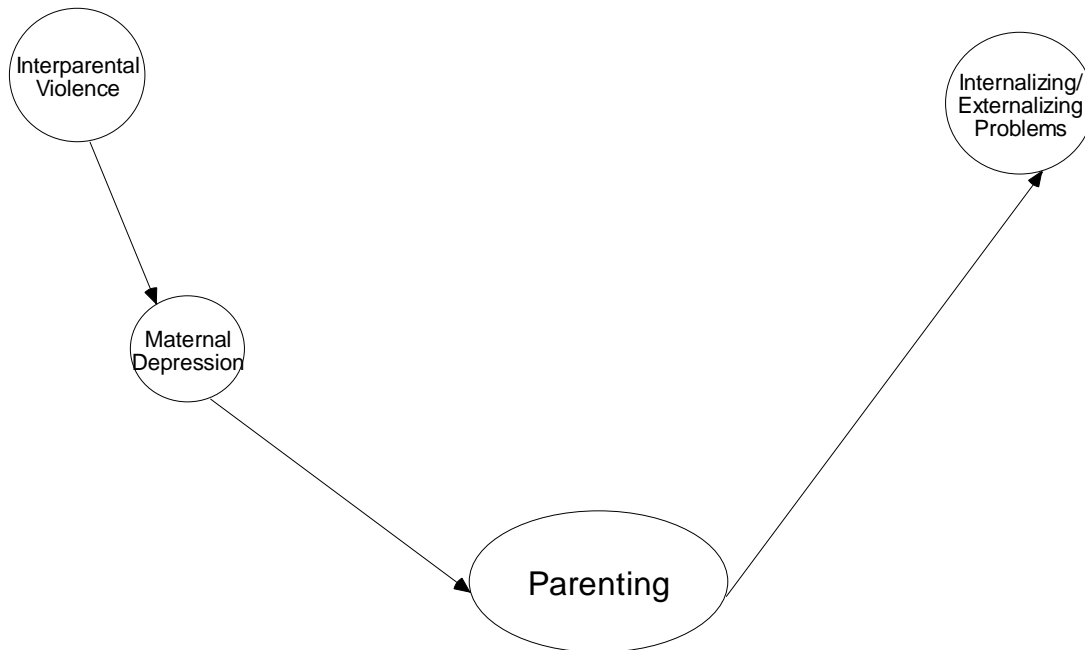 Interparental
Violence
Internalizing/
Externalizing
Problems
Maternal
Depression
Parenting